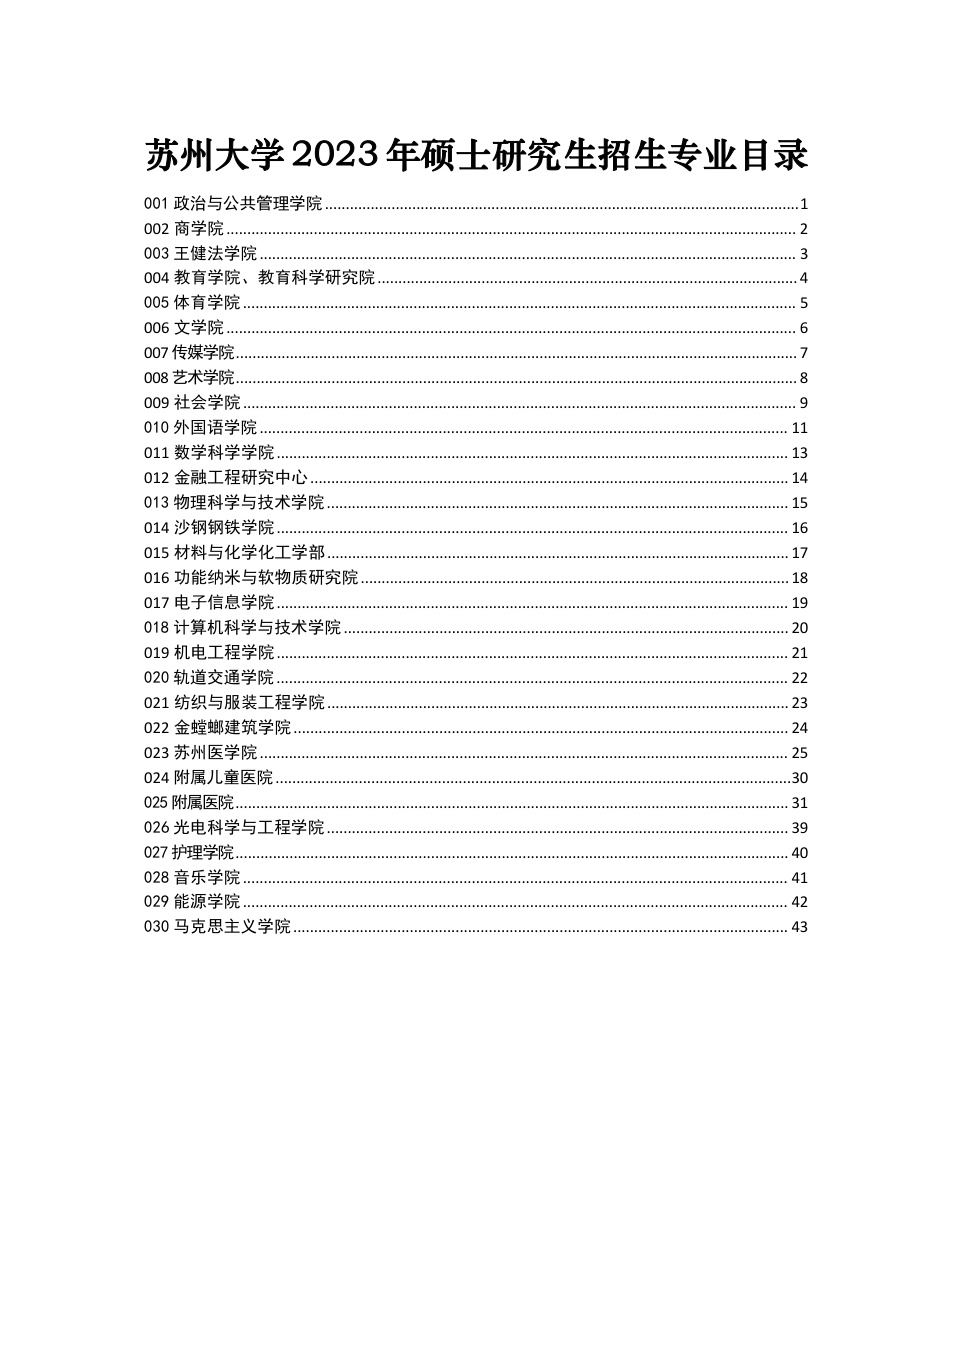 苏州大学 2023 年硕士研究生招生专业目录
001 政治与公共管理学院 1
002 商学院 2
003 王健法学院 3
004 教育学院、教育科学研究院 4
005 体育学院 5
006 文学院 6
007 传媒学院 7
008 艺术学院 8
009 社会学院 9
010 外国语学院 11
011 数学科学学院 13
012 金融工程研究中心 14
013 物理科学与技术学院 15
014 沙钢钢铁学院 16
015 材料与化学化工学部 17
016 功能纳米与软物质研究院 18
017 电子信息学院 19
018 计算机科学与技术学院 20
019 机电工程学院 21
020 轨道交通学院 22
021 纺织与服装工程学院 23
022 金螳螂建筑学院 24
023 苏州医学院 25
024 附属儿童医院 30
025 附属医院 31
026 光电科学与工程学院 39
027 护理学院 40
028 音乐学院 41
029 能源学院 42
030 马克思主义学院 43